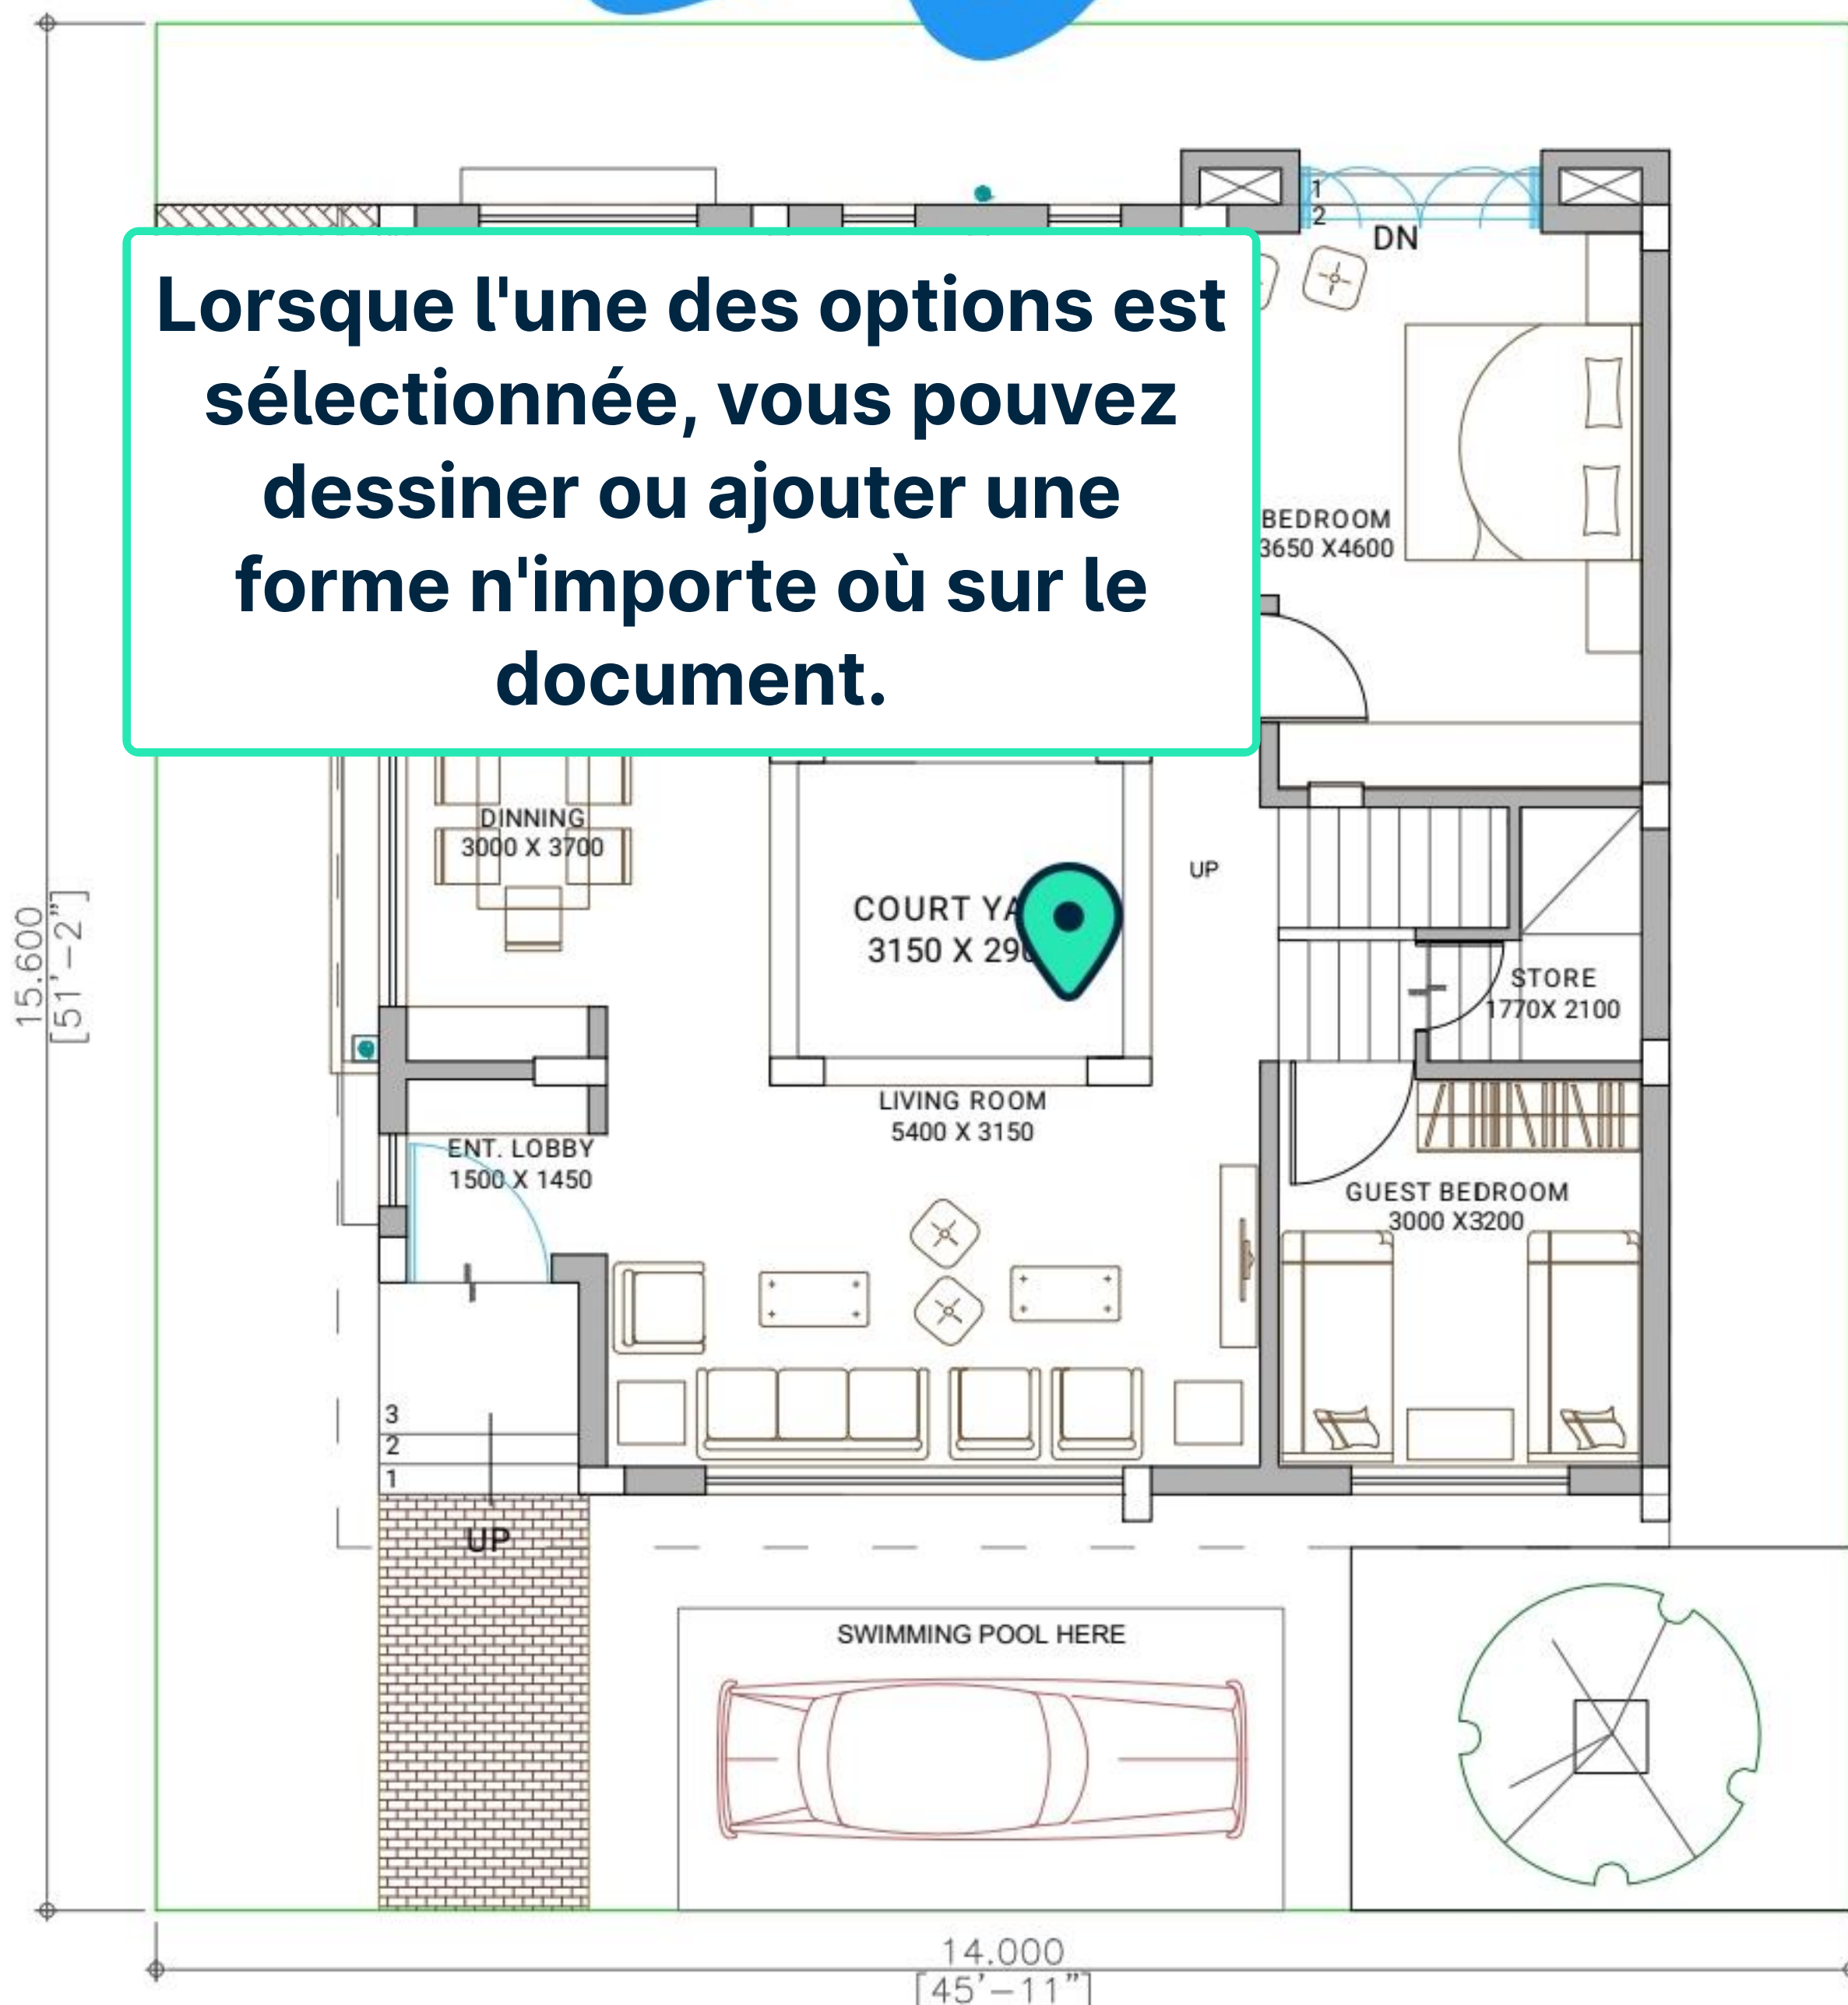 1
2
DN
Lorsque l'une des options est
sélectionnée, vous pouvez
dessiner ou ajouter une
forme n'importe où sur le
document.
BEDROOM
3650 X4600
DINNING
3000 X 3700
UP
COURT
3150 X
STORE
1770X 2100
15.600
[51'-2"]
LIVING ROOM
5400 X 3150
ENT. LOBBY
1500 X 1450
GUEST BEDROOM
3000 X3200
3
2
1
UP
SWIMMING POOL HERE
14.000
[45'-11"]